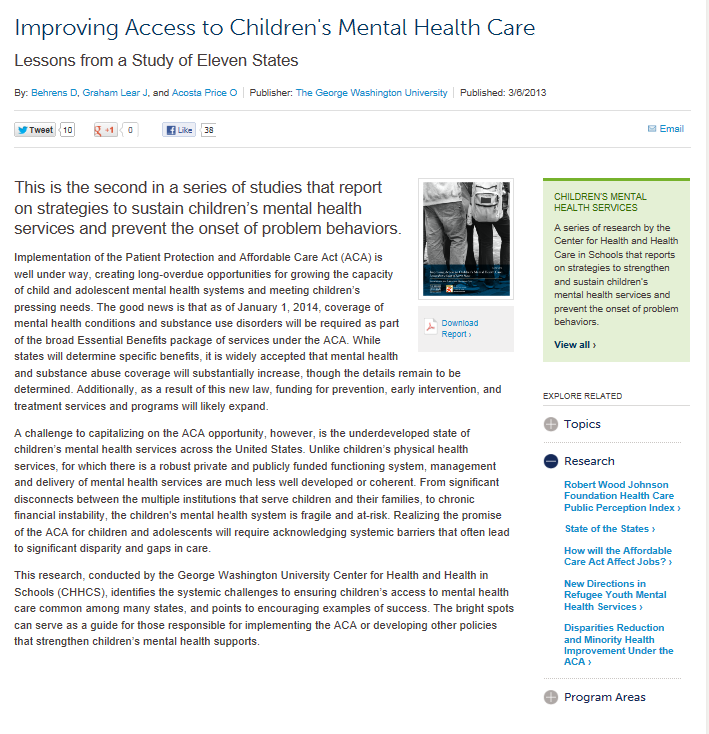 Improving Access to Children's Mental Health Care
Lessons from a Study of Eleven States
By: Behrens D, Graham Lear J, and Acosta Price O | Publisher: The George Washington University | Published: 3/6/2013
Tweet 10 +1 0 Like 38 Email
This is the second in a series of studies that report
on strategies to sustain children’s mental health
services and prevent the onset of problem behaviors.
Implementation of the Patient Protection and Affordable Care Act (ACA) is
well under way, creating long-overdue opportunities for growing the capacity
of child and adolescent mental health systems and meeting children’s
pressing needs. The good news is that as of January 1, 2014, coverage of
mental health conditions and substance use disorders will be required as part
of the broad Essential Benefits package of services under the ACA. While
states will determine specific benefits, it is widely accepted that mental health
and substance abuse coverage will substantially increase, though the details remain to be
determined. Additionally, as a result of this new law, funding for prevention, early intervention, and
treatment services and programs will likely expand.
A challenge to capitalizing on the ACA opportunity, however, is the underdeveloped state of
children’s mental health services across the United States. Unlike children’s physical health
services, for which there is a robust private and publicly funded functioning system, management
and delivery of mental health services are much less well developed or coherent. From significant
disconnects between the multiple institutions that serve children and their families, to chronic
financial instability, the children's mental health system is fragile and at-risk. Realizing the promise
of the ACA for children and adolescents will require acknowledging systemic barriers that often lead
to significant disparity and gaps in care.
This research, conducted by the George Washington University Center for Health and Health in
Schools (CHHCS), identifies the systemic challenges to ensuring children’s access to mental health
care common among many states, and points to encouraging examples of success. The bright spots
can serve as a guide for those responsible for implementing the ACA or developing other policies
that strengthen children’s mental health supports.
Download
Report ›
CHILDREN'S MENTAL
HEALTH SERVICES
A series of research by the
Center for Health and Health
Care in Schools that reports
on strategies to strengthen
and sustain children's
mental health services and
prevent the onset of problem
behaviors.
View all ›
EXPLORE RELATED
Topics
Research
Robert Wood Johnson
Foundation Health Care
Public Perception Index ›
State of the States ›
How will the Affordable
Care Act Affect Jobs? ›
New Directions in
Refugee Youth Mental
Health Services ›
Disparities Reduction
and Minority Health
Improvement Under the
ACA ›
Program Areas